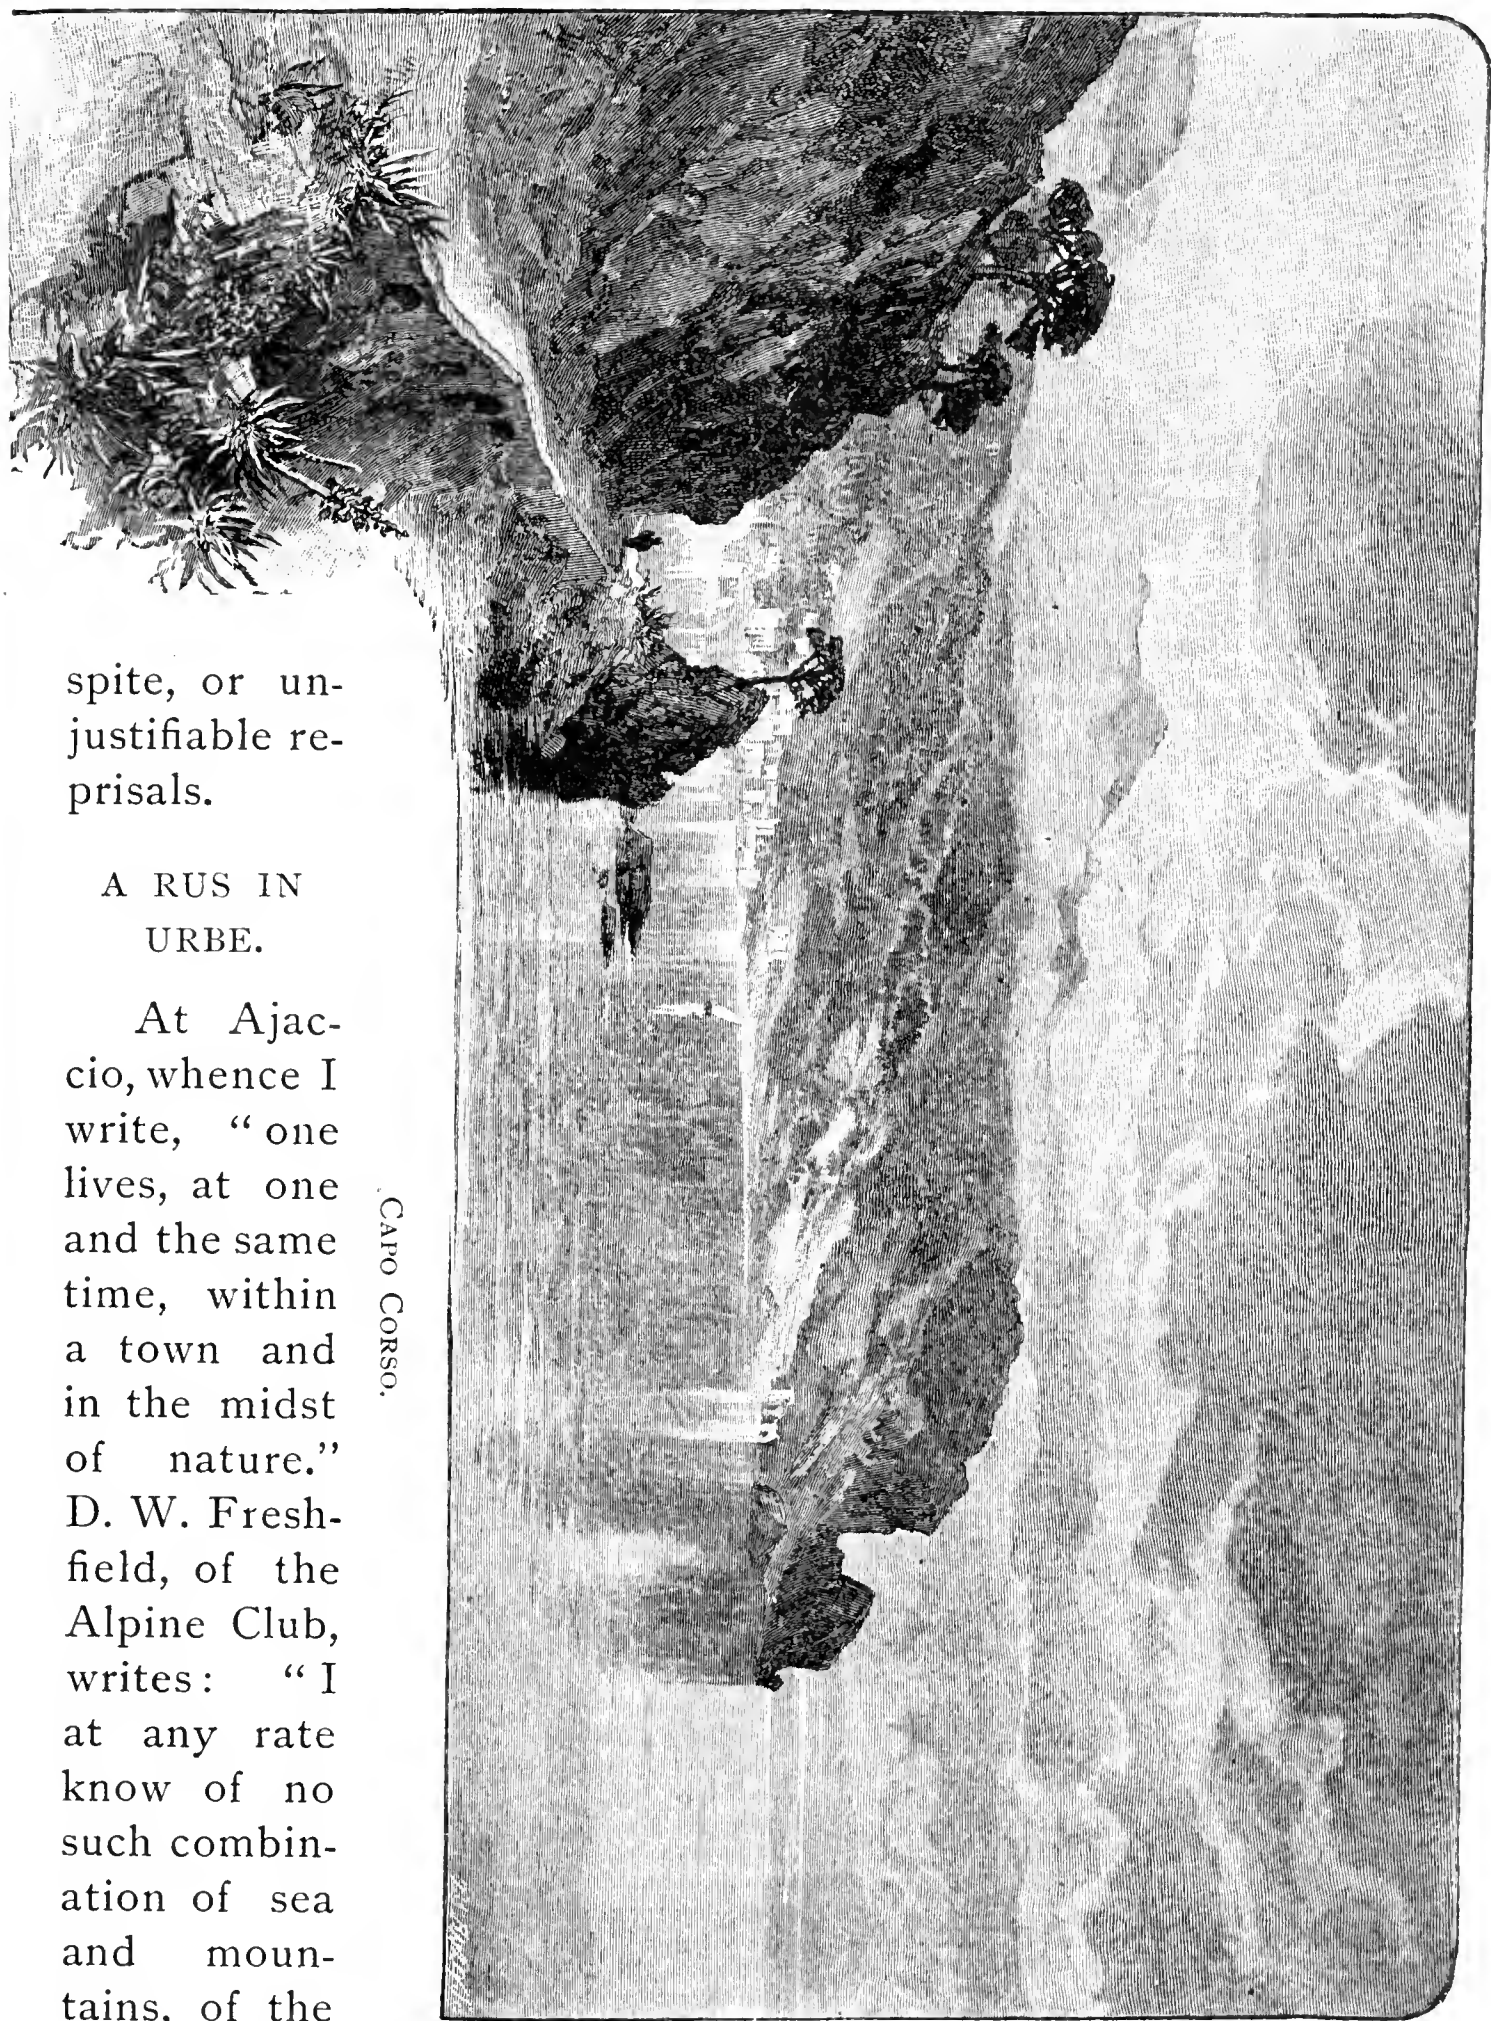 spite, or un-
justifiable re-
prisals.
A RUS IN
URBE.
At Ajac-
cio, whence I
write, “ one
lives, at one
and the same
time, within
a town and
in the midst
of nature.”
D. W. Fresh-
field, of the
Alpine Club,
writes : “ I
at any rate
know of no
such combin-
ation of sea
and moun-
tains, of the
CAPO CORSO.